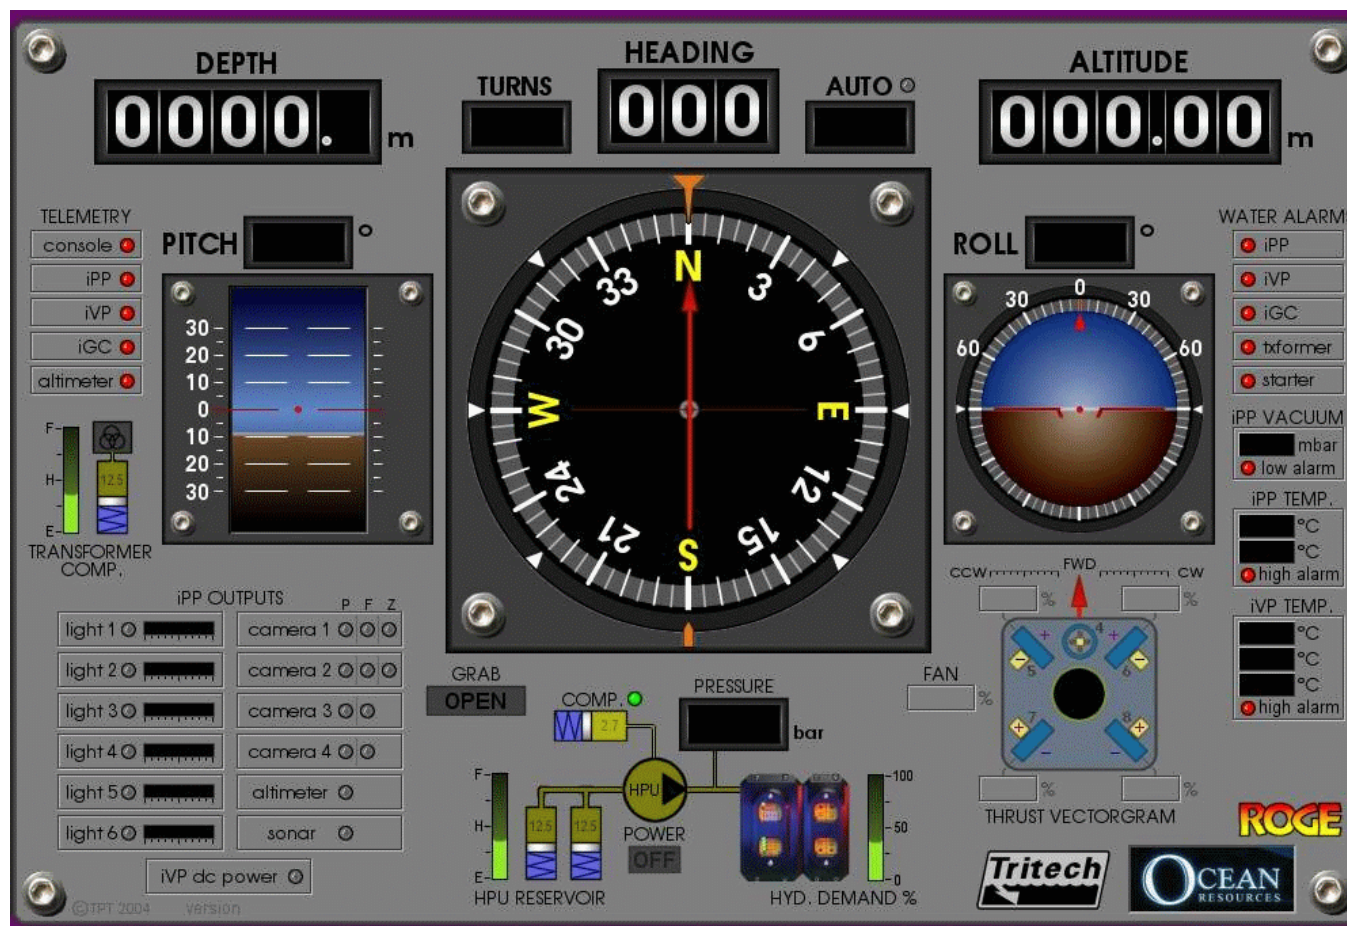 DEPTH
HEADING
ALTITUDE
TURNS
AUTO
0000.
m
000
000.00
m
TELEMETRY
console
iPP
iVP
iGC
altimeter
PITCH
°
30
20
10
0
10
20
30
N
3
6
E
12
15
S
21
24
W
30
33
ROLL
°
60
30
0
30
60
WATER ALARMS
iPP
iVP
iGC
txformer
starter
iPP VACUUM
mbar
low alarm
iPP TEMP.
°C
°C
high alarm
iVP TEMP.
°C
°C
°C
high alarm
F
H
E
12.5
TRANSFORMER
COMP.
iPP OUTPUTS
P F Z
light 1
camera 1
light 2
camera 2
light 3
camera 3
light 4
camera 4
light 5
altimeter
light 6
sonar
iVP dc power
©TPT 2004 version
GRAB
OPEN
COMP.
2.7
PRESSURE
bar
F
H
E
12.5
12.5
HPU
POWER
OFF
HPU RESERVOIR
100
50
0
HYD. DEMAND %
FAN
%
CCW
FWD
CW
%
%
+
4
+
−
5
6
−
+
7
8
+
−
−
%
%
THRUST VECTORGRAM
ROGE
Tritech
OCEAN
RESOURCES